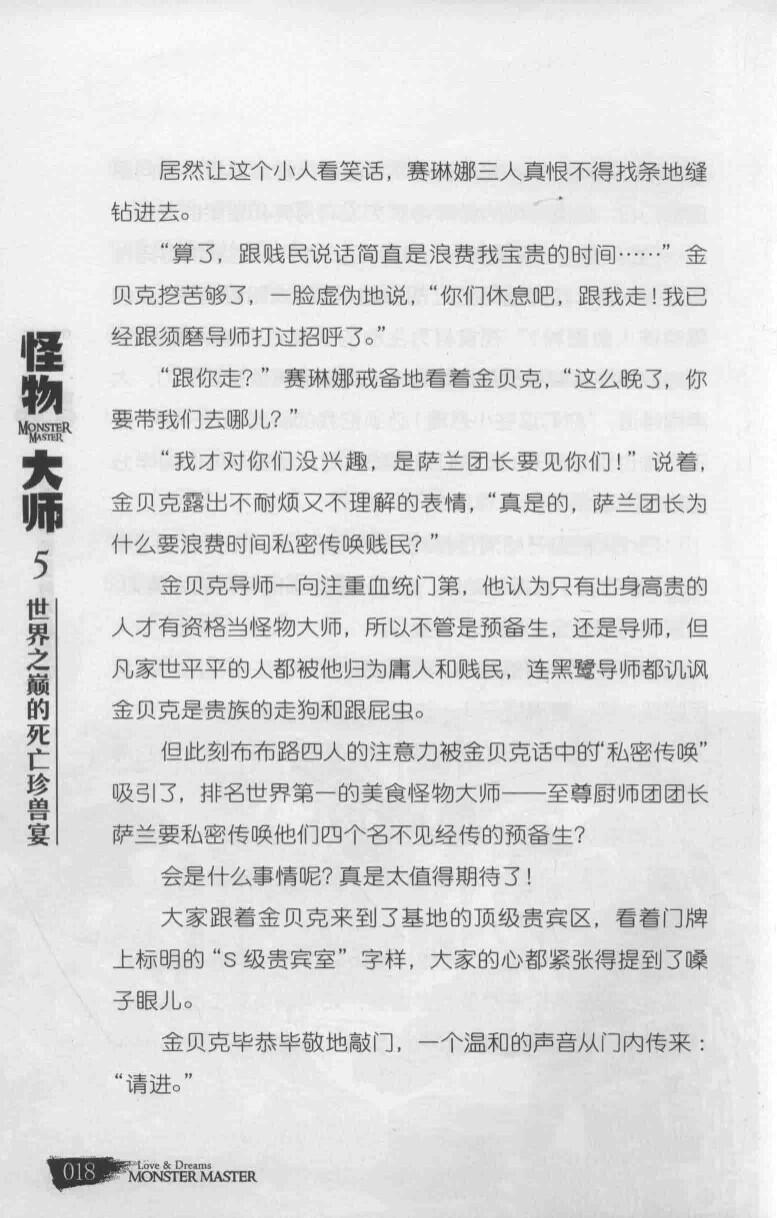 居然让这个小人看笑话，赛琳娜三人真恨不得找条地缝
钻进去。
“算了，跟贱民说话简直是浪费我宝贵的时间……”金
贝克挖苦够了，一脸虚伪地说，“你们休息吧，跟我走！我已
经跟须磨导师打过招呼了。”
“跟你走？”赛琳娜戒备地看着金贝克，“这么晚了，你
要带我们去哪儿？”
“我才对你们没兴趣，是萨兰团长要见你们！”说着，
金贝克露出不耐烦又不理解的表情，“真是的，萨兰团长为
什么要浪费时间私密传唤贱民？”
金贝克导师一向注重血统门第，他认为只有出身高贵的
人才有资格当怪物大师，所以不管是预备生，还是导师，但
凡家世平平的人都被他归为庸人和贱民，连黑鹭导师都讥讽
金贝克是贵族的走狗和跟屁虫。
但此刻布布路四人的注意力被金贝克话中的“私密传唤”
吸引了，排名世界第一的美食怪物大师——至尊厨师团团长
萨兰要私密传唤他们四个名不见经传的预备生？
会是什么事情呢？真是太值得期待了！
大家跟着金贝克来到了基地的顶级贵宾区，看着门牌
上标明的“S 级贵宾室”字样，大家的心都紧张得提到了嗓
子眼儿。
金贝克毕恭毕敬地敲门，一个温和的声音从门内传来：
“请进。”
怪物
MONSTER
MASTER
大师
5
世界之巅的死亡珍兽宴
018
Love & Dreams
MONSTER MASTER